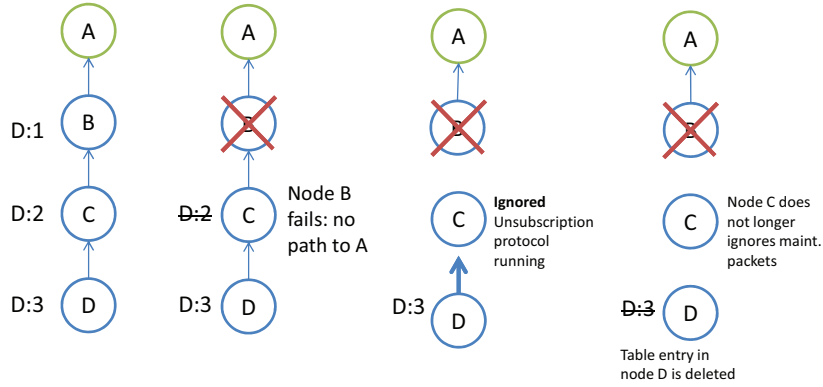 A
B
D:1
D:2
C
D:3
D
A
B
D:2
C
Node B
fails: no
path to A
D:3
D
A
B
C
Ignored
Unsubscription
protocol
running
D:3
D
A
B
C
Node C does
not longer
ignores maint.
packets
D:3
D
Table entry in
node D is deleted